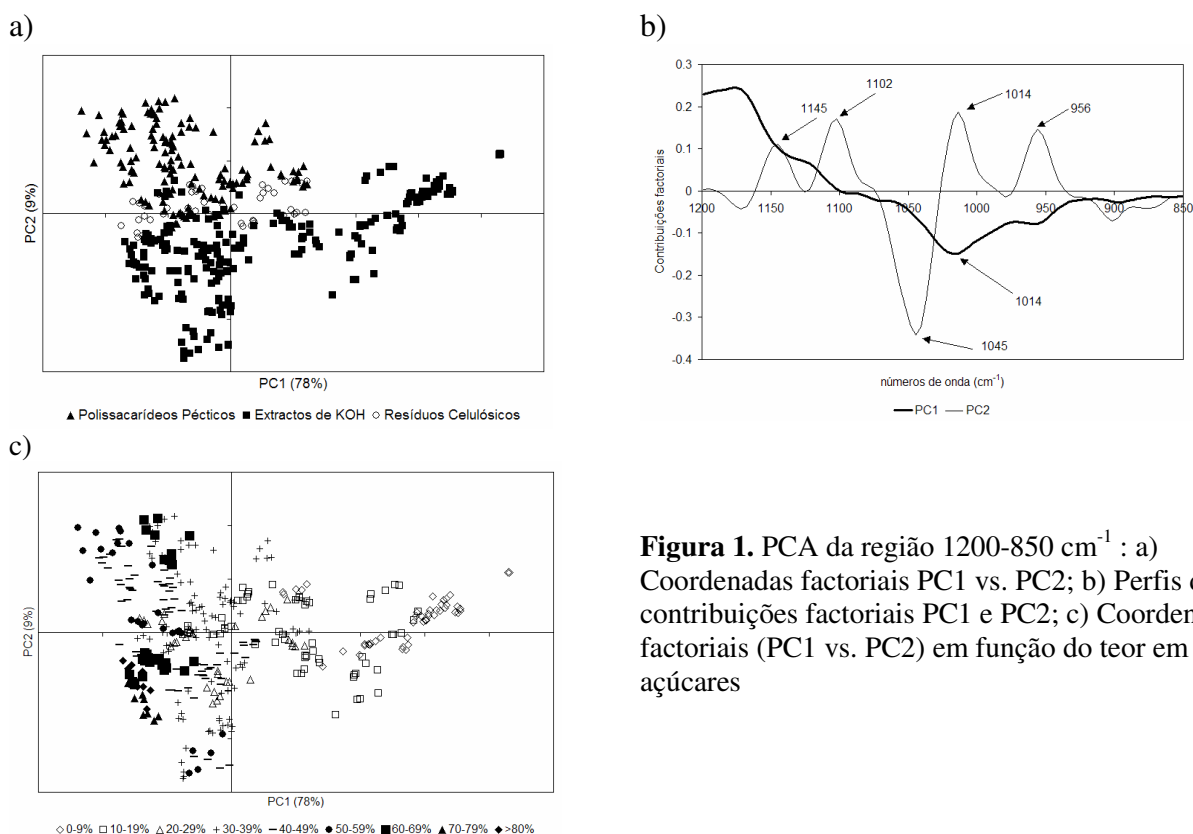 a)
PC2 (9%)
PC1 (78%)
▲ Polissacarídeos Pécticos ■ Extractos de KOH ○ Resíduos Celulósicos
b)
0.3
0.2
0.1
0
-0.1
-0.2
-0.3
-0.4
Contribuições factoriais
1200 1150 1100 1050 1000 950 900 850
1145
1102
1014
956
1014
1045
números de onda (cm⁻¹)
PC1 PC2
c)
PC2 (9%)
PC1 (78%)
◇ 0-9% □ 10-19% △ 20-29% + 30-39% - 40-49% ● 50-59% ■ 60-69% ▲ 70-79% ◆ >80%
Figura 1. PCA da região 1200-850 cm⁻¹ : a)
Coordenadas factoriais PC1 vs. PC2; b) Perfis
contribuições factoriais PC1 e PC2; c)
factoriais (PC1 vs. PC2) em função do teor em
açúcares